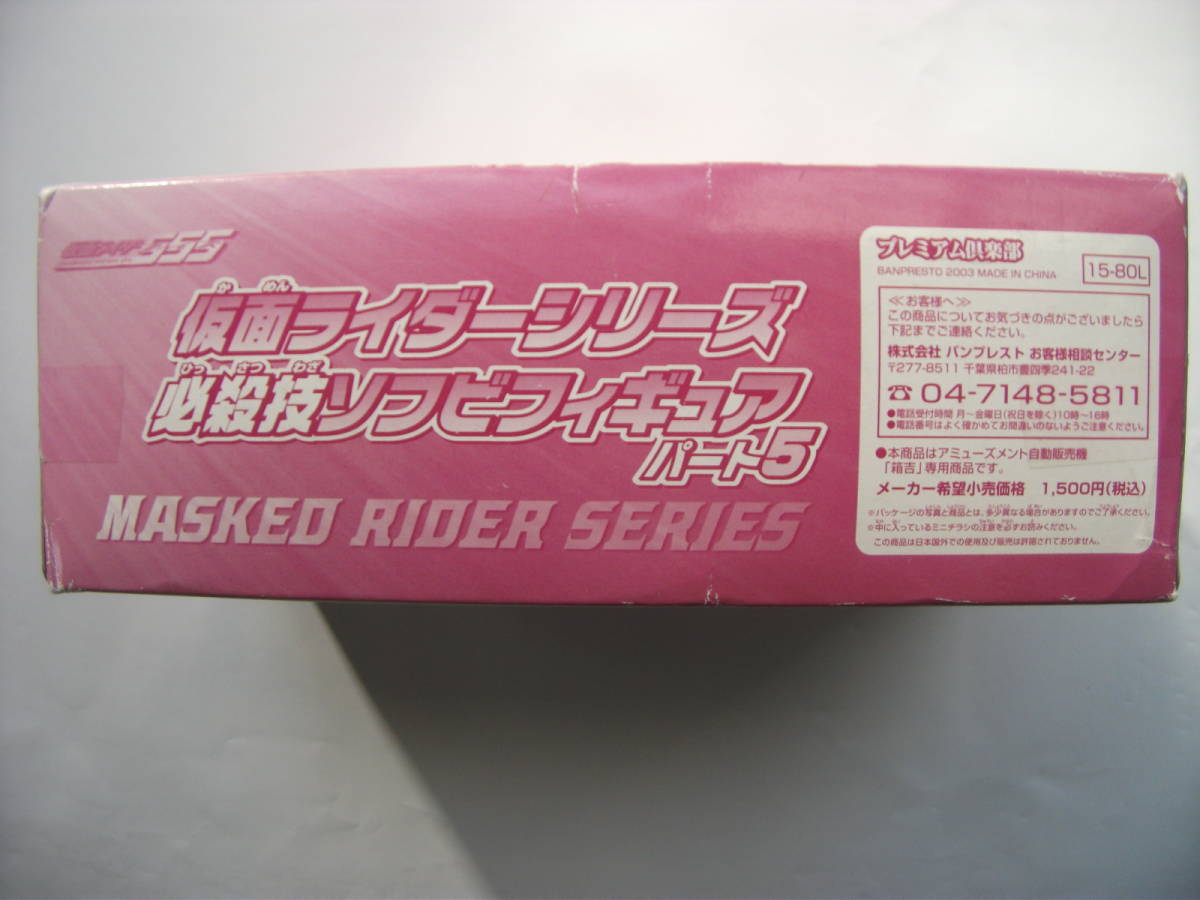 仮面ライダー555
仮面ライダーシリーズ
必殺技ソフビフィギュア
パート5
MASKED RIDER SERIES
プレミアム倶楽部
BANPRESTO 2003 MADE IN CHINA
15-80L
≪お客様へ≫
この商品についてお気づきの点がございましたら
下記までご連絡ください。
株式会社 バンプレスト お客様相談センター
〒277-8511 千葉県柏市豊四季241-22
☎04-7148-5811
●電話受付時間 月～金曜日(祝日を除く)10時～16時
●電話番号はよく確かめてお間違いのないようご注意ください。
●本商品はアミューズメント自動販売機
「箱吉」専用商品です。
メーカー希望小売価格 1,500円(税込)
※パッケージの写真と商品とは、多少異なる場合がありますのでご了承ください。
※中に入っているミニチラシの注意を必ずお読みください。
この商品は日本国外での使用及び販売は許諾されておりません。